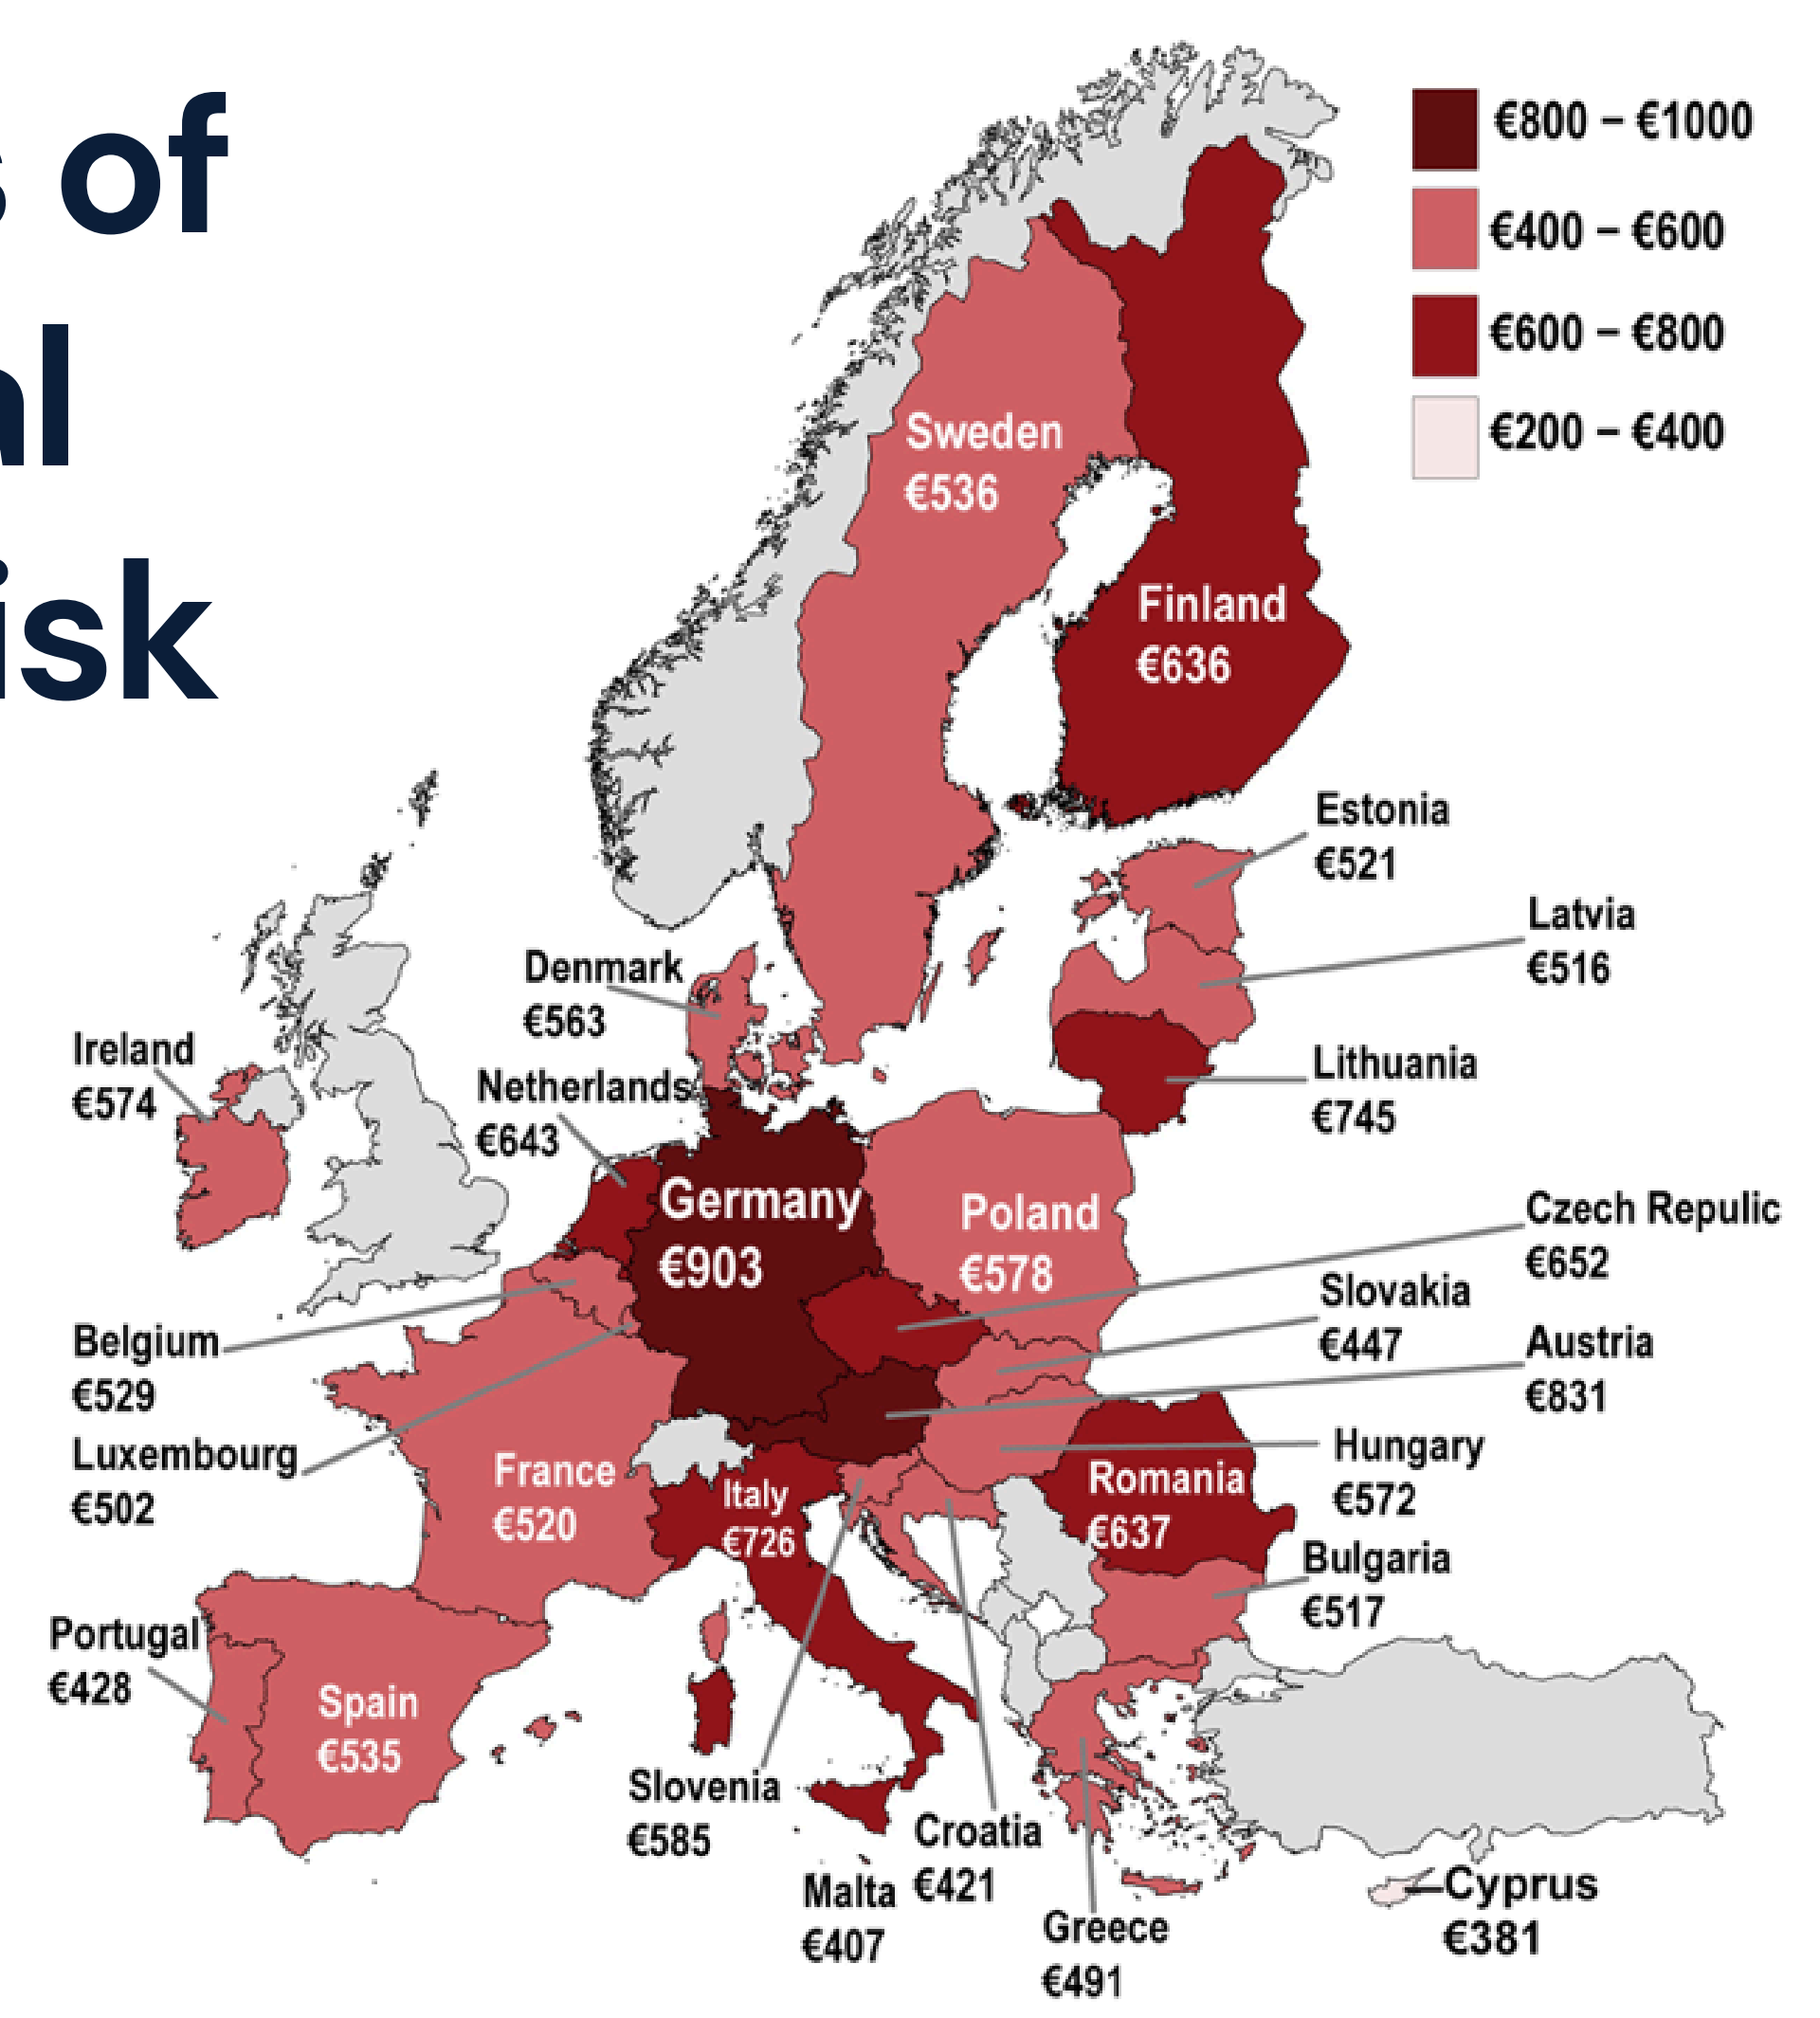 s of
al
isk
€800 – €1000
€400 – €600
€600 – €800
€200 – €400
Sweden
€536
Finland
€636
Estonia
€521
Latvia
€516
Denmark
€563
Ireland
€574
Lithuania
€745
Netherlands
€643
Germany
€903
Poland
€578
Czech Repulic
€652
Slovakia
€447
Belgium
€529
Austria
€831
Luxembourg
€502
Hungary
€572
France
€520
Italy
€726
Romania
€637
Bulgaria
€517
Portugal
€428
Spain
€535
Slovenia
€585
Croatia
€421
Malta
€407
Cyprus
€381
Greece
€491